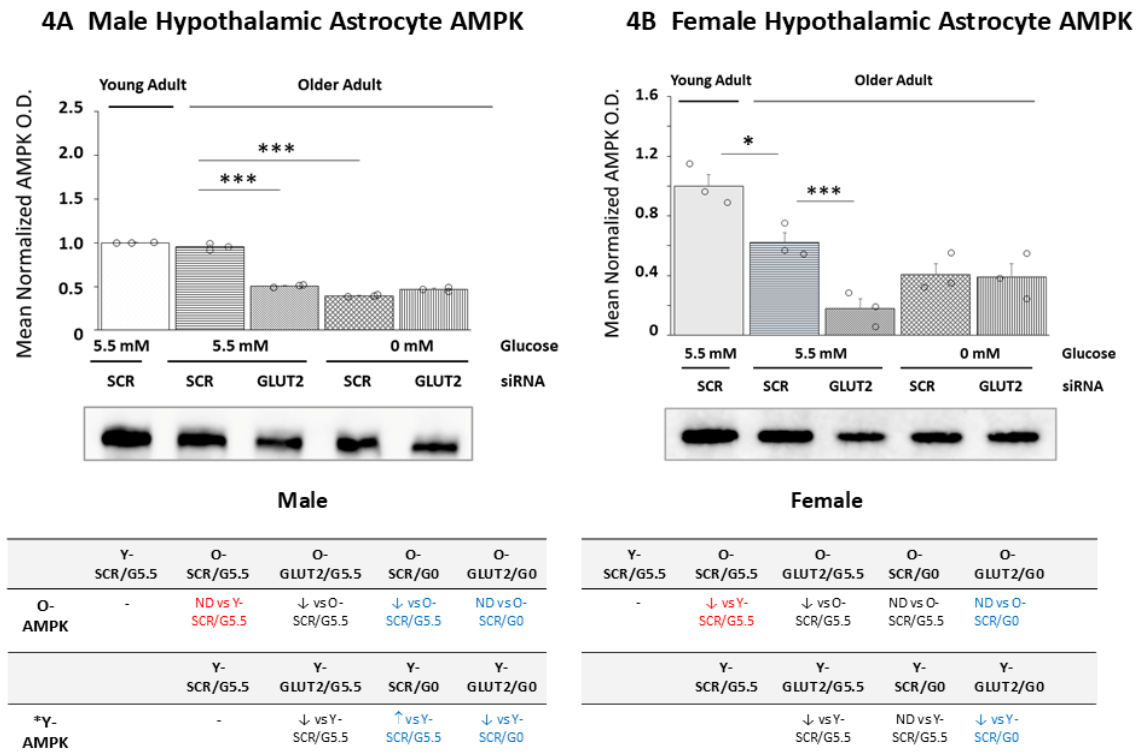 4A Male Hypothalamic Astrocyte AMPK
Mean Normalized AMPK O.D.
Young Adult Older Adult
2.5
2.0
1.5
1.0
0.5
0
***
***
5.5 mM 5.5 mM 0 mM Glucose
SCR SCR GLUT2 SCR GLUT2 siRNA
4B Female Hypothalamic Astrocyte AMPK
Mean Normalized AMPK O.D.
Young Adult Older Adult
1.6
1.2
0.8
0.4
0
*
***
5.5 mM 5.5 mM 0 mM Glucose
SCR SCR GLUT2 SCR GLUT2 siRNA
Male
Y- O- O- O- O-
SCR/G5.5 SCR/G5.5 GLUT2/G5.5 SCR/G0 GLUT2/G0
O- - ND vs Y- ↓ vs O- ↓ vs O- ND vs O-
AMPK SCR/G5.5 SCR/G5.5 SCR/G5.5 SCR/G0
Y- Y- Y- Y-
SCR/G5.5 GLUT2/G5.5 SCR/G0 GLUT2/G0
*Y- - ↓ vs Y- ↑ vs Y- ↓ vs Y-
AMPK SCR/G5.5 SCR/G5.5 SCR/G0
Female
Y- O- O- O- O-
SCR/G5.5 SCR/G5.5 GLUT2/G5.5 SCR/G0 GLUT2/G0
- ↓ vs Y- ↓ vs O- ND vs O- ND vs O-
SCR/G5.5 SCR/G5.5 SCR/G5.5 SCR/G0
Y- Y- Y- Y-
SCR/G5.5 GLUT2/G5.5 SCR/G0 GLUT2/G0
↓ vs Y- ND vs Y- ↓ vs Y-
SCR/G5.5 SCR/G5.5 SCR/G0